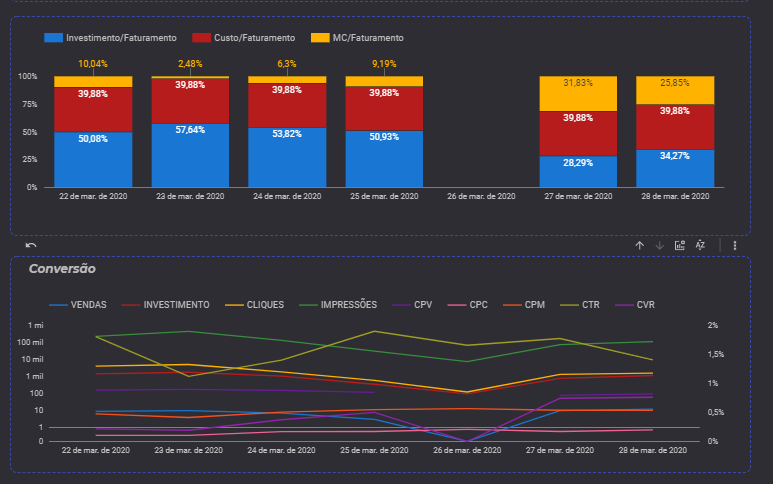 Investimento/Faturamento Custo/Faturamento MC/Faturamento
10,04% 2,48% 6,3% 9,19%
100% 31,83% 25,85%
39,88% 39,88% 39,88% 39,88% 39,88% 39,88%
75%
50% 50,08% 57,64% 53,82% 50,93%
25% 28,29% 34,27%
0%
22 de mar. de 2020 23 de mar. de 2020 24 de mar. de 2020 25 de mar. de 2020 26 de mar. de 2020 27 de mar. de 2020 28 de mar. de 2020
Conversão
VENDAS INVESTIMENTO CLIQUES IMPRESSÕES CPV CPC CPM CTR CVR
1 mi 2%
100 mil
10 mil 1,5%
1 mil 1%
100
10 0,5%
1
0 0%
22 de mar. de 2020 23 de mar. de 2020 24 de mar. de 2020 25 de mar. de 2020 26 de mar. de 2020 27 de mar. de 2020 28 de mar. de 2020